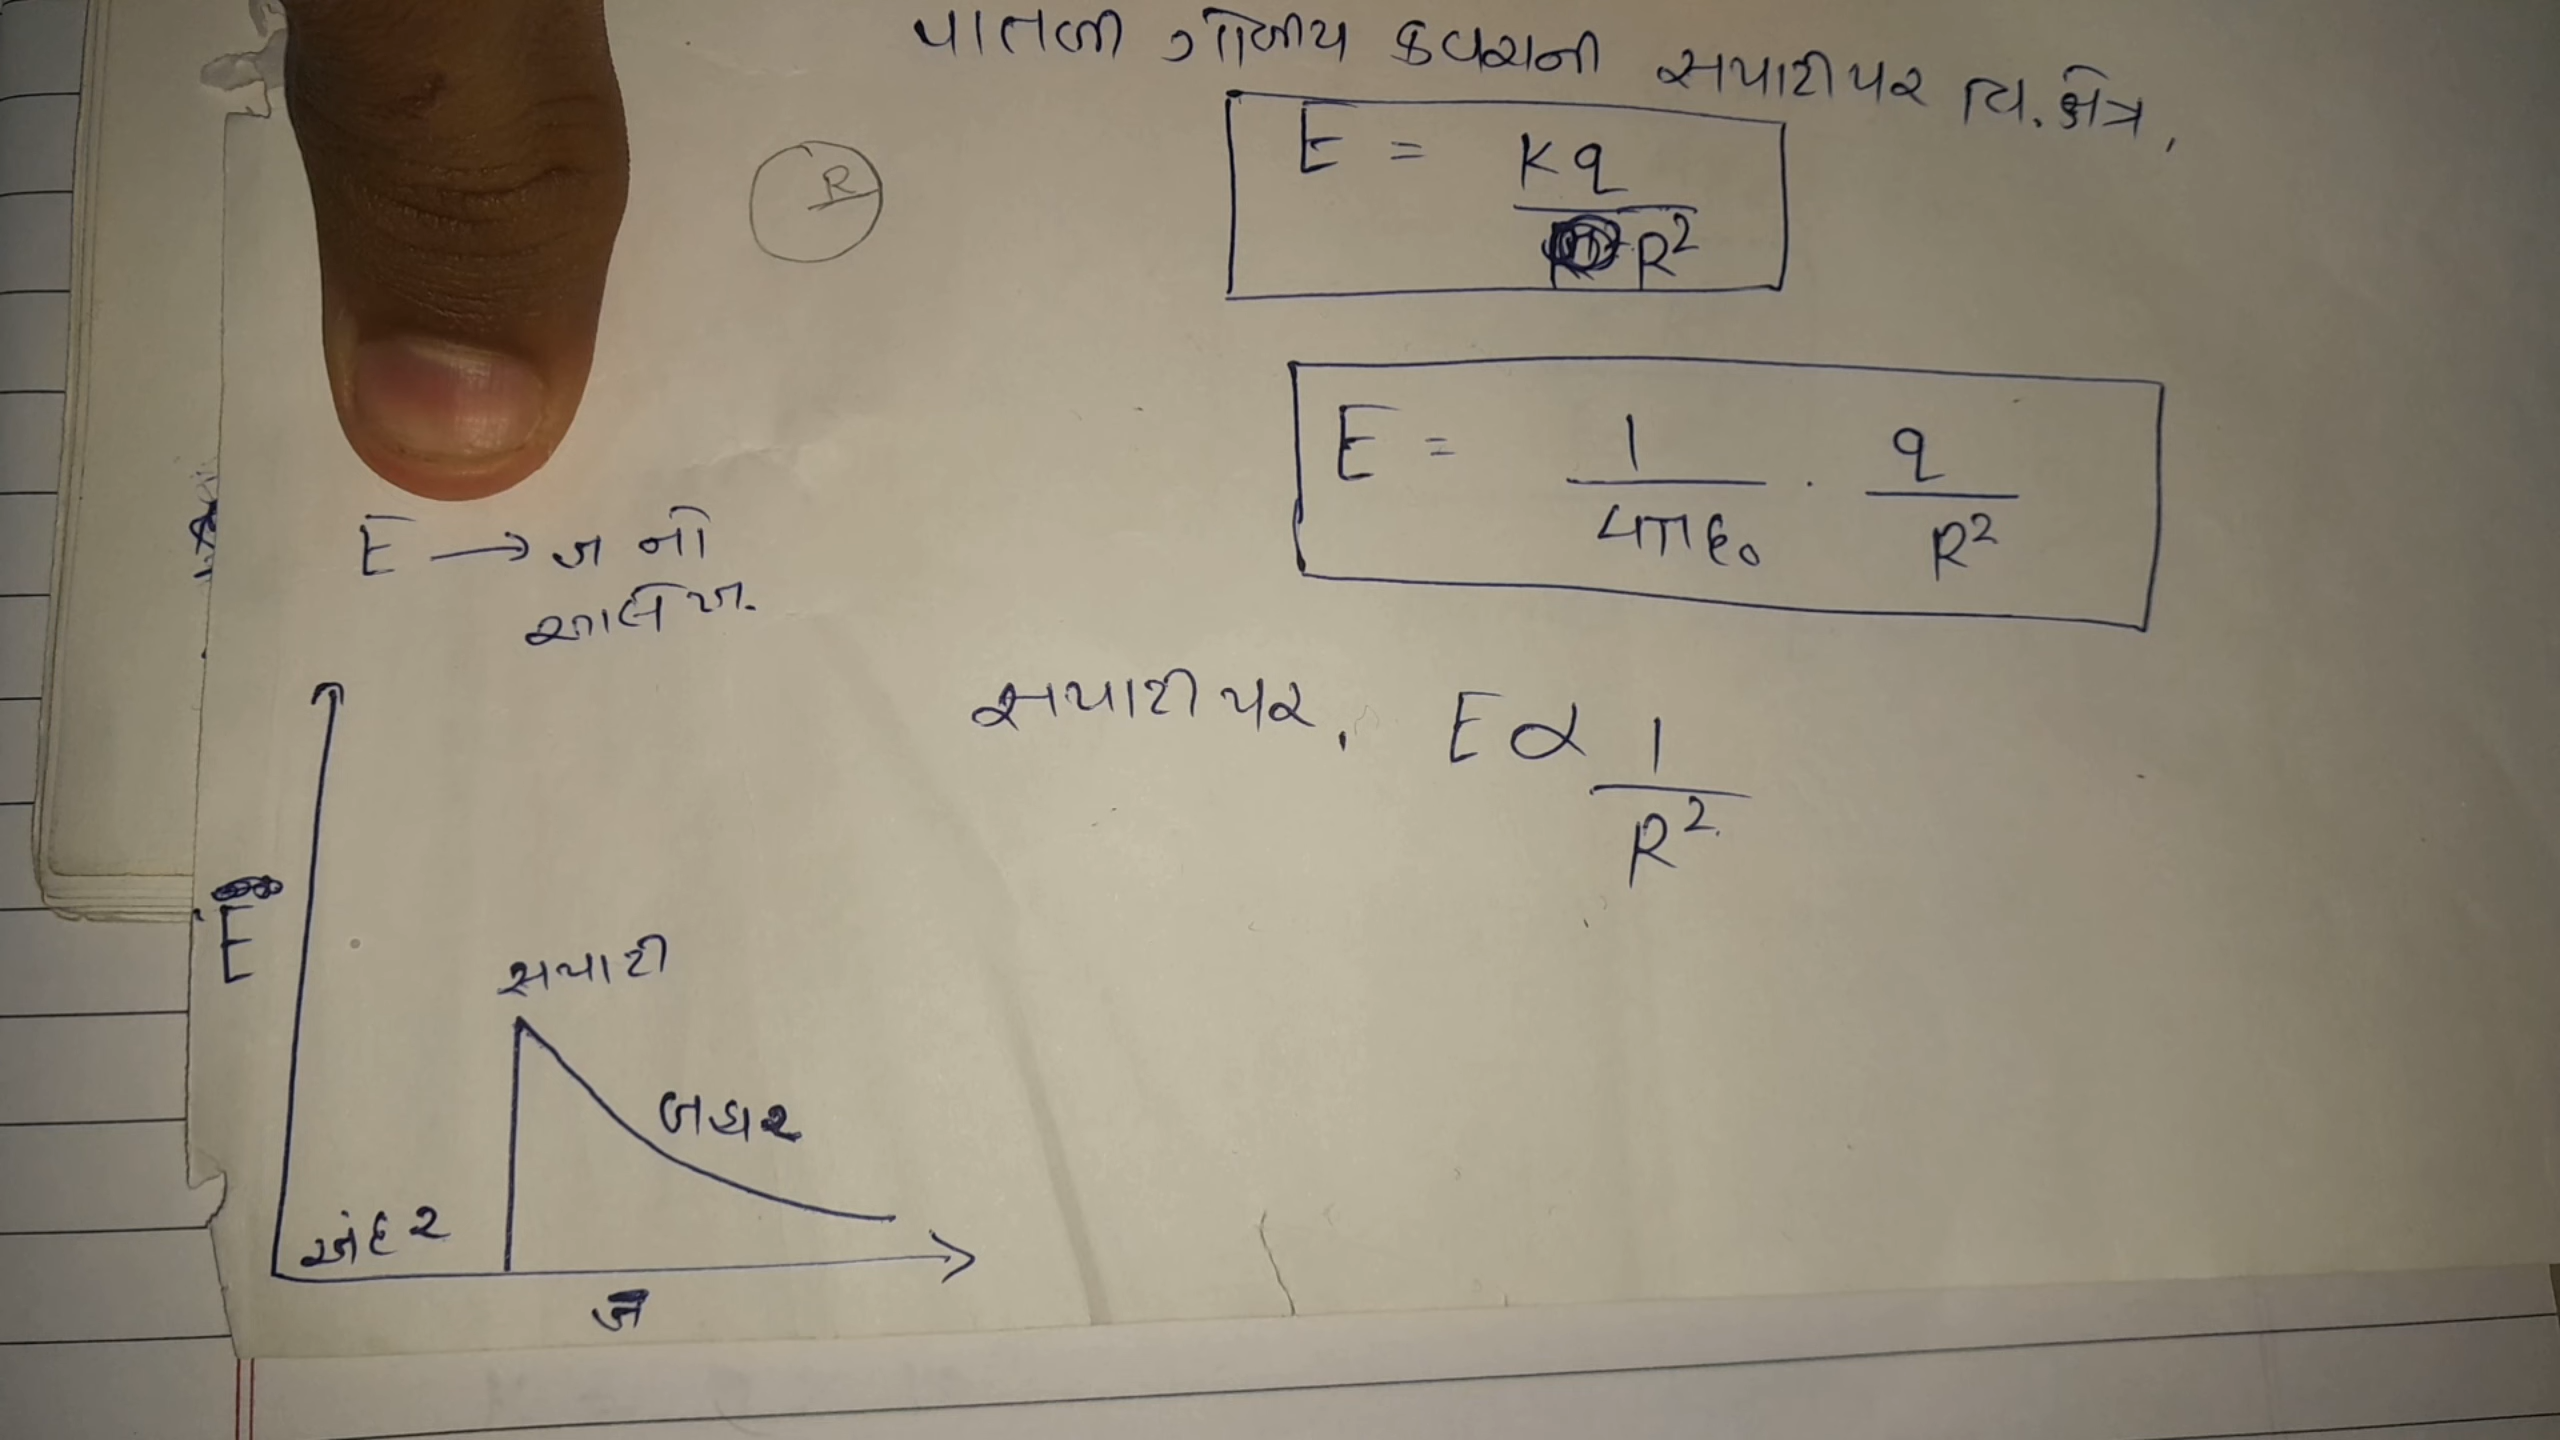 પાતળી ગોળીય કવચની સપાટી પર વિ. ક્ષેત્ર,
R
E = Kq / R²
E = 1 / 4πε₀ · q / R²
E → r નો
આલેખ.
સપાટી પર, E ∝ 1 / R²
E
સપાટી
બહાર
અંદર
r